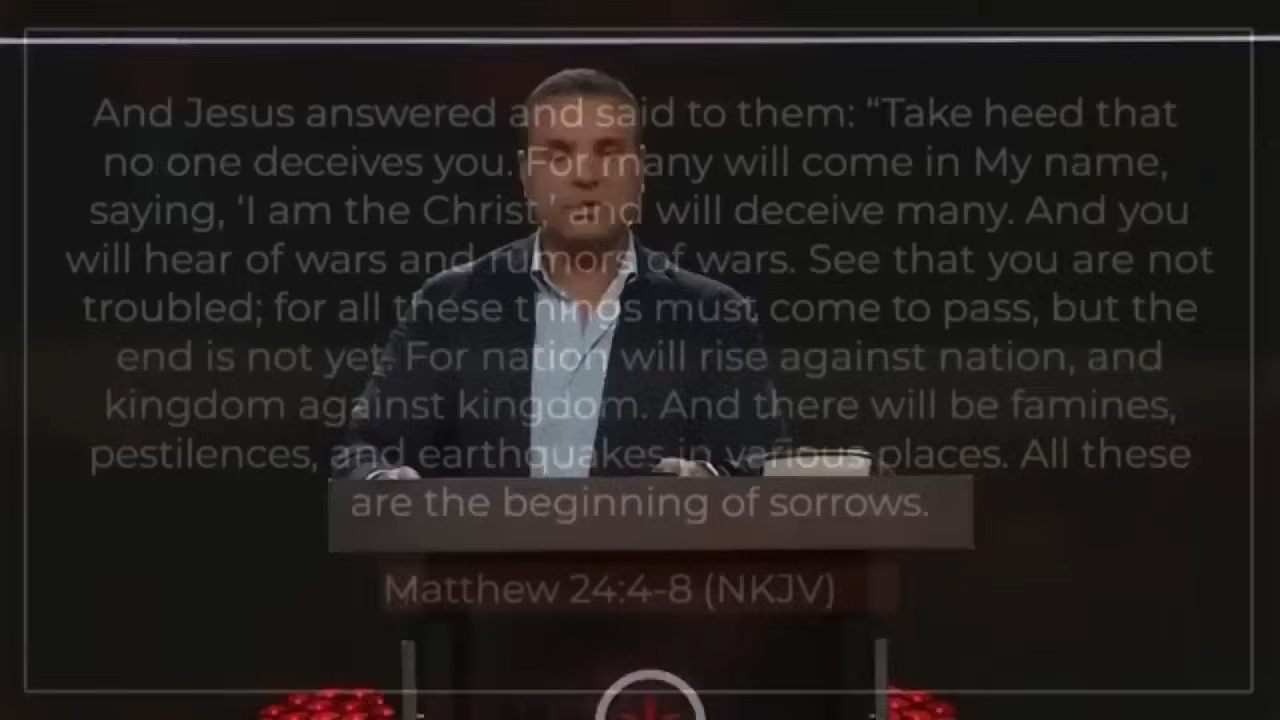 And Jesus answered and said to them: “Take heed that
no one deceives you. For many will come in My name,
saying, ‘I am the Christ,’ and will deceive many. And you
will hear of wars and rumors of wars. See that you are not
troubled; for all these things must come to pass, but the
end is not yet. For nation will rise against nation, and
kingdom against kingdom. And there will be famines,
pestilences, and earthquakes in various places. All these
are the beginning of sorrows.
Matthew 24:4-8 (NKJV)